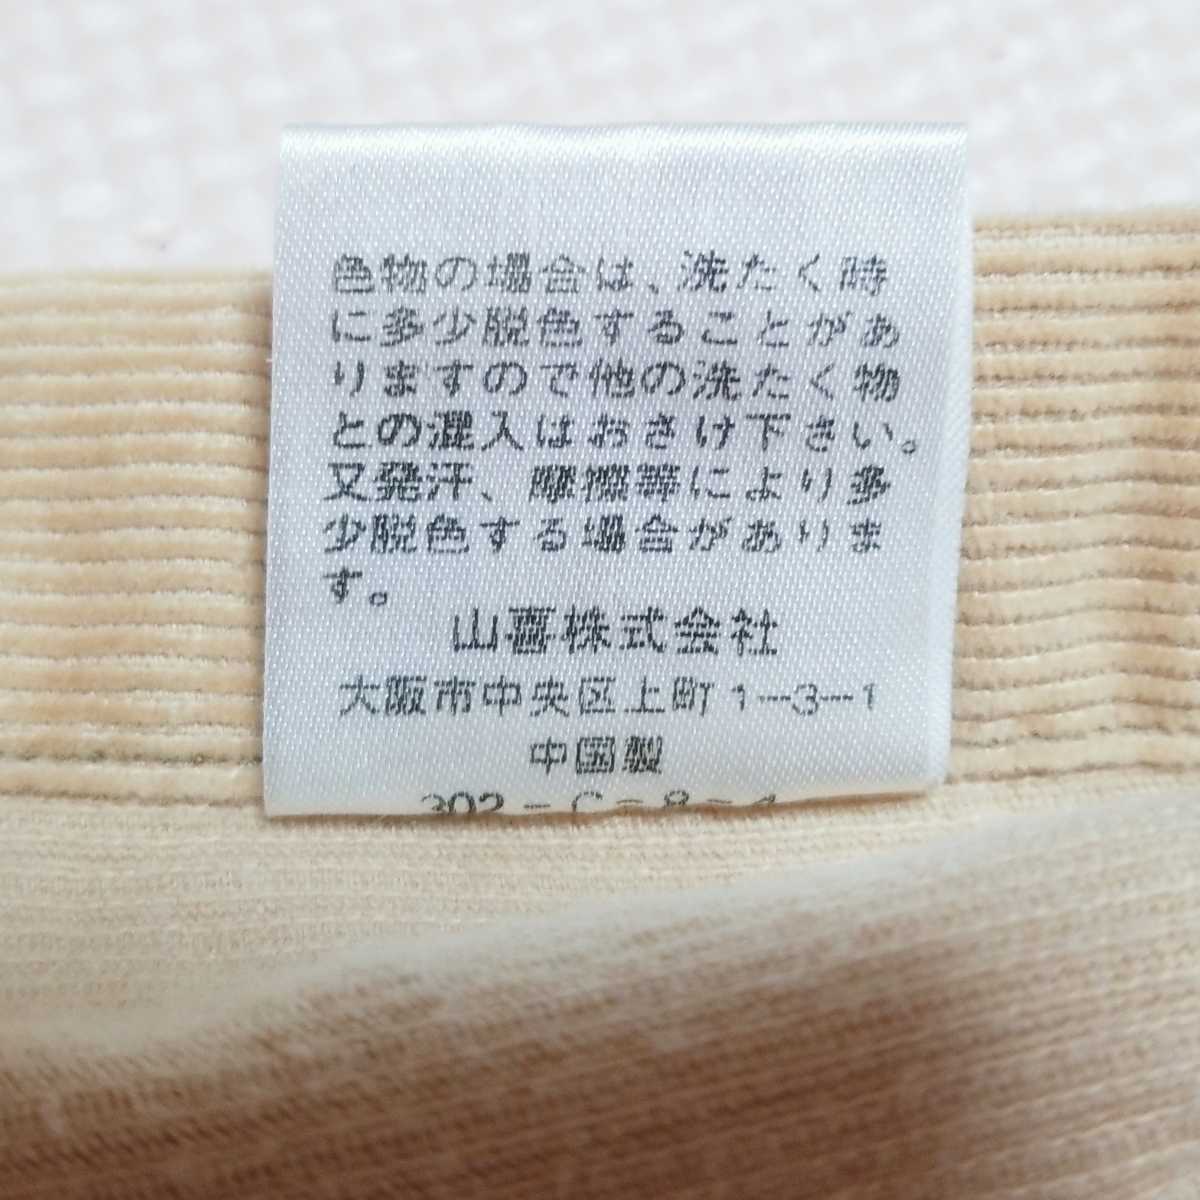 色物の場合は、洗たく時
に多少脱色することがあ
りますので他の洗たく物
との混入はおさけ下さい。
又発汗、摩擦等により多
少脱色する場合がありま
す。
山喜株式会社
大阪市中央区上町1-3-1
中国製
302-C-8-